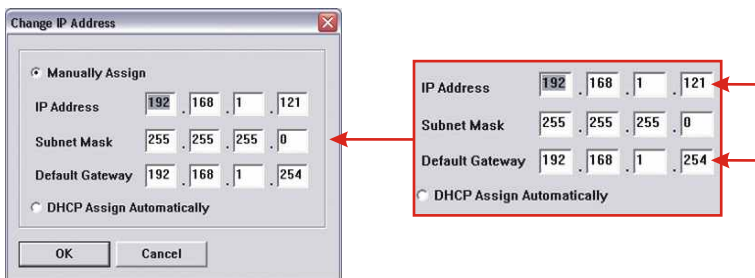 Change IP Address
Manually Assign
IP Address 192 . 168 . 1 . 121
Subnet Mask 255 . 255 . 255 . 0
Default Gateway 192 . 168 . 1 . 254
DHCP Assign Automatically
OK Cancel
IP Address 192 . 168 . 1 . 121
Subnet Mask 255 . 255 . 255 . 0
Default Gateway 192 . 168 . 1 . 254
DHCP Assign Automatically